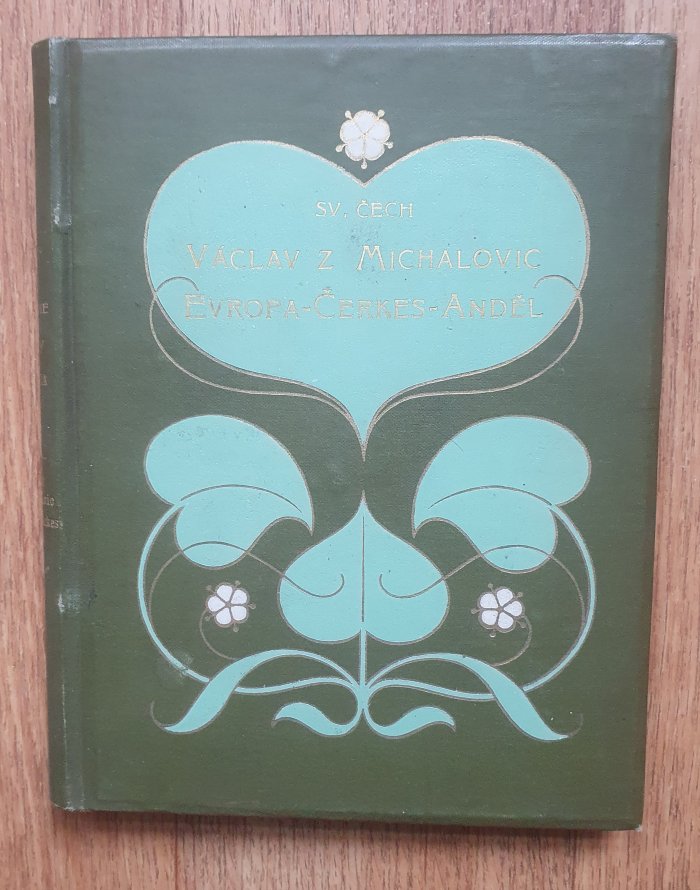 SV. ČECH
VÁCLAV Z MICHALOVIC
EVROPA-ČERKES-ANDĚL